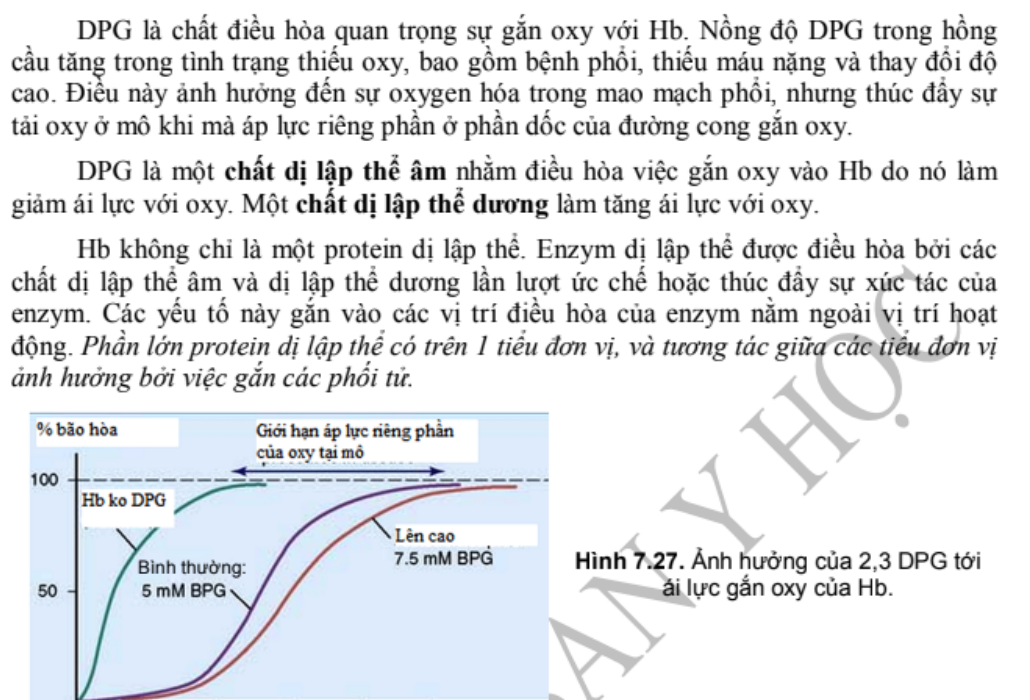 DPG là chất điều hòa quan trọng sự gắn oxy với Hb. Nồng độ DPG trong hồng
cầu tăng trong tình trạng thiếu oxy, bao gồm bệnh phổi, thiếu máu nặng và thay đổi độ
cao. Điều này ảnh hưởng đến sự oxygen hóa trong mao mạch phổi, nhưng thúc đẩy sự
tải oxy ở mô khi mà áp lực riêng phần ở phần dốc của đường cong gắn oxy.
DPG là một chất dị lập thể âm nhằm điều hòa việc gắn oxy vào Hb do nó làm
giảm ái lực với oxy. Một chất dị lập thể dương làm tăng ái lực với oxy.
Hb không chỉ là một protein dị lập thể. Enzym dị lập thể được điều hòa bởi các
chất dị lập thể âm và dị lập thể dương lần lượt ức chế hoặc thúc đẩy sự xúc tác của
enzym. Các yếu tố này gắn vào các vị trí điều hòa của enzym nằm ngoài vị trí hoạt
động. Phần lớn protein dị lập thể có trên 1 tiểu đơn vị, và tương tác giữa các tiểu đơn vị
ảnh hưởng bởi việc gắn các phối tử.
% bão hòa
Giới hạn áp lực riêng phần
của oxy tại mô
100
Hb ko DPG
Lên cao
7.5 mM BPG
Bình thường:
5 mM BPG
50
Hình 7.27. Ảnh hưởng của 2,3 DPG tới
ái lực gắn oxy của Hb.
AN Y HỌC